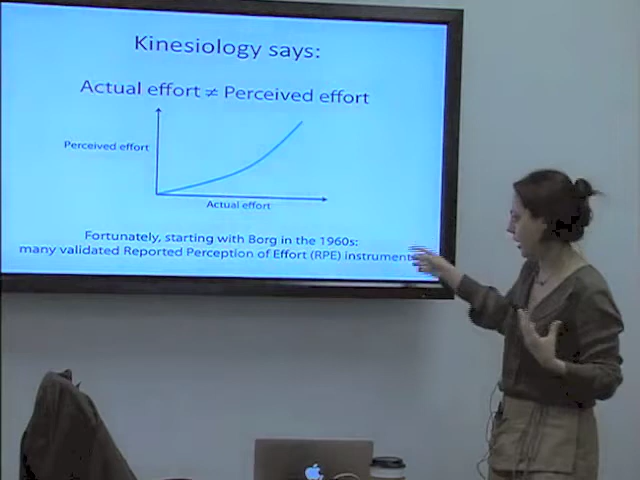 Kinesiology says:
Actual effort ≠ Perceived effort
Perceived effort
Actual effort
Fortunately, starting with Borg in the 1960s:
many validated Reported Perception of Effort (RPE) instruments